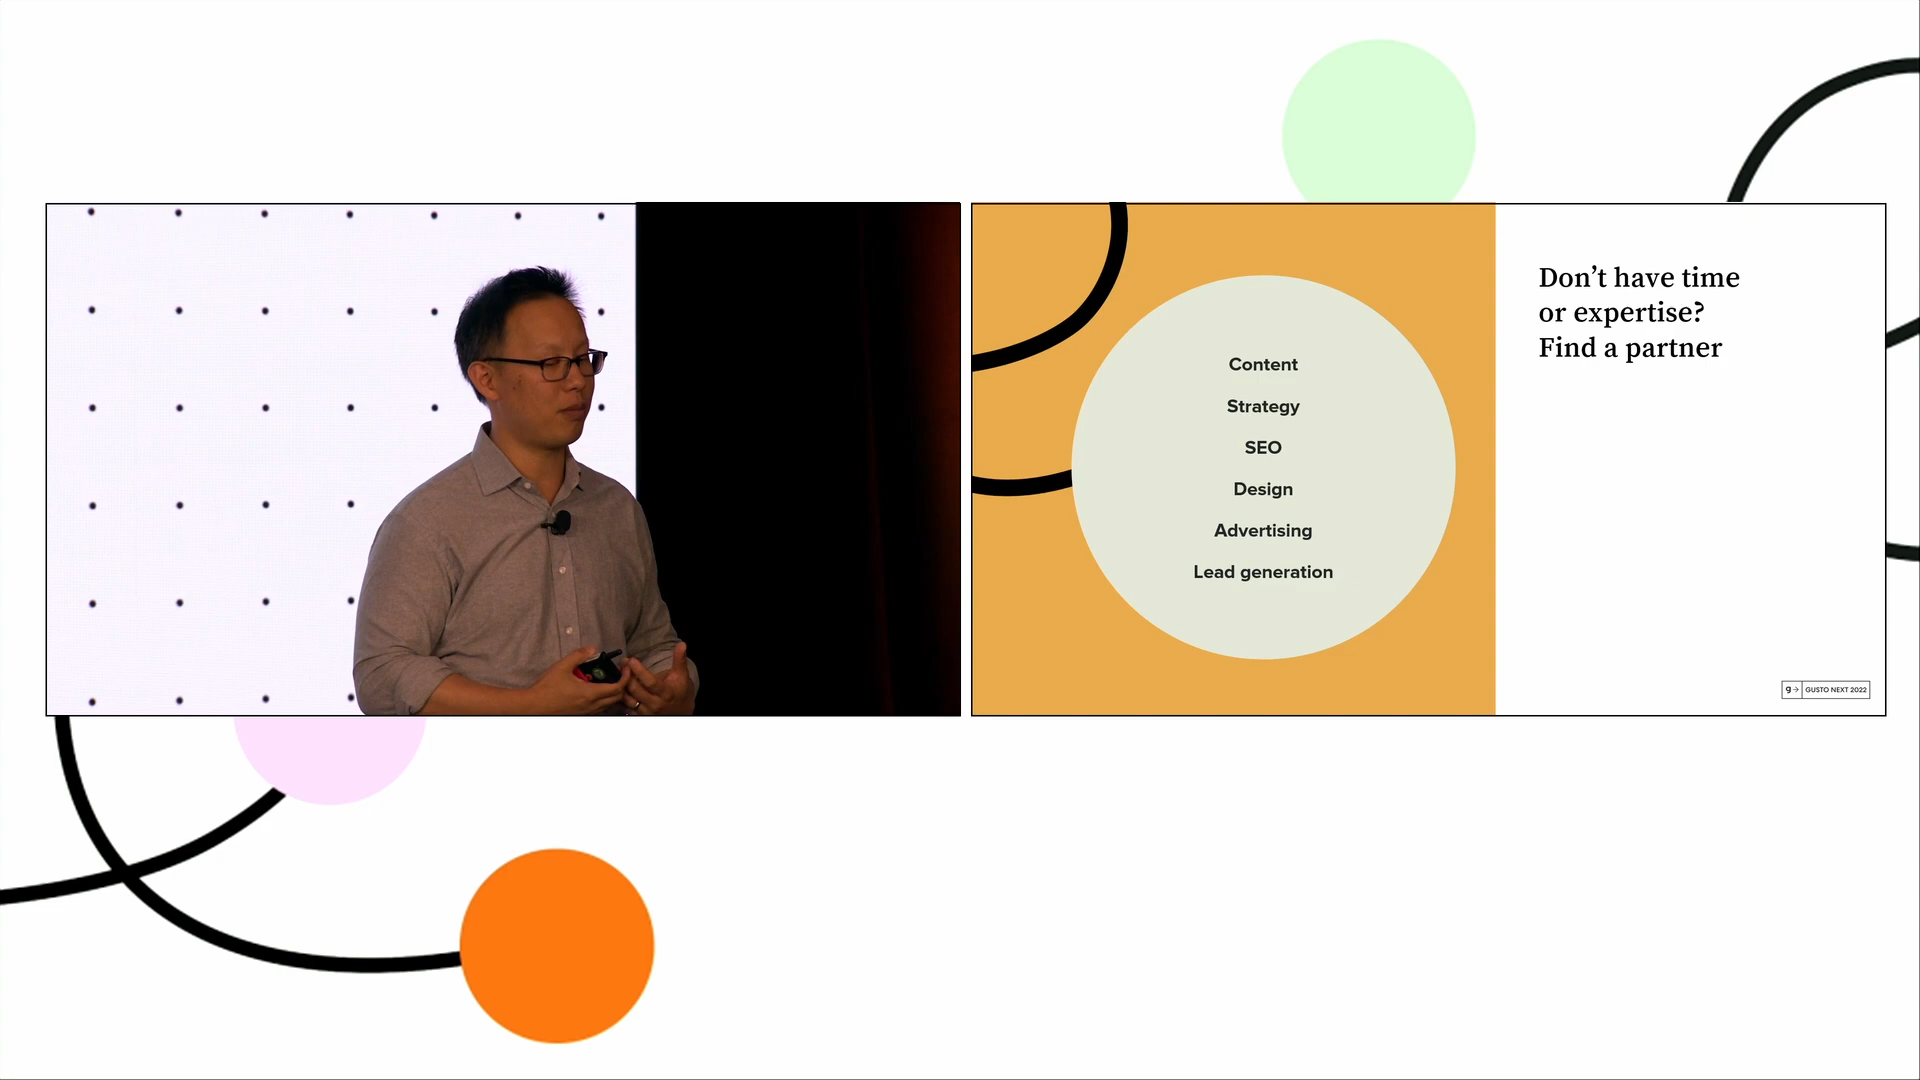 Content
Strategy
SEO
Design
Advertising
Lead generation
Don’t have time
or expertise?
Find a partner
g→ GUSTO NEXT 2022